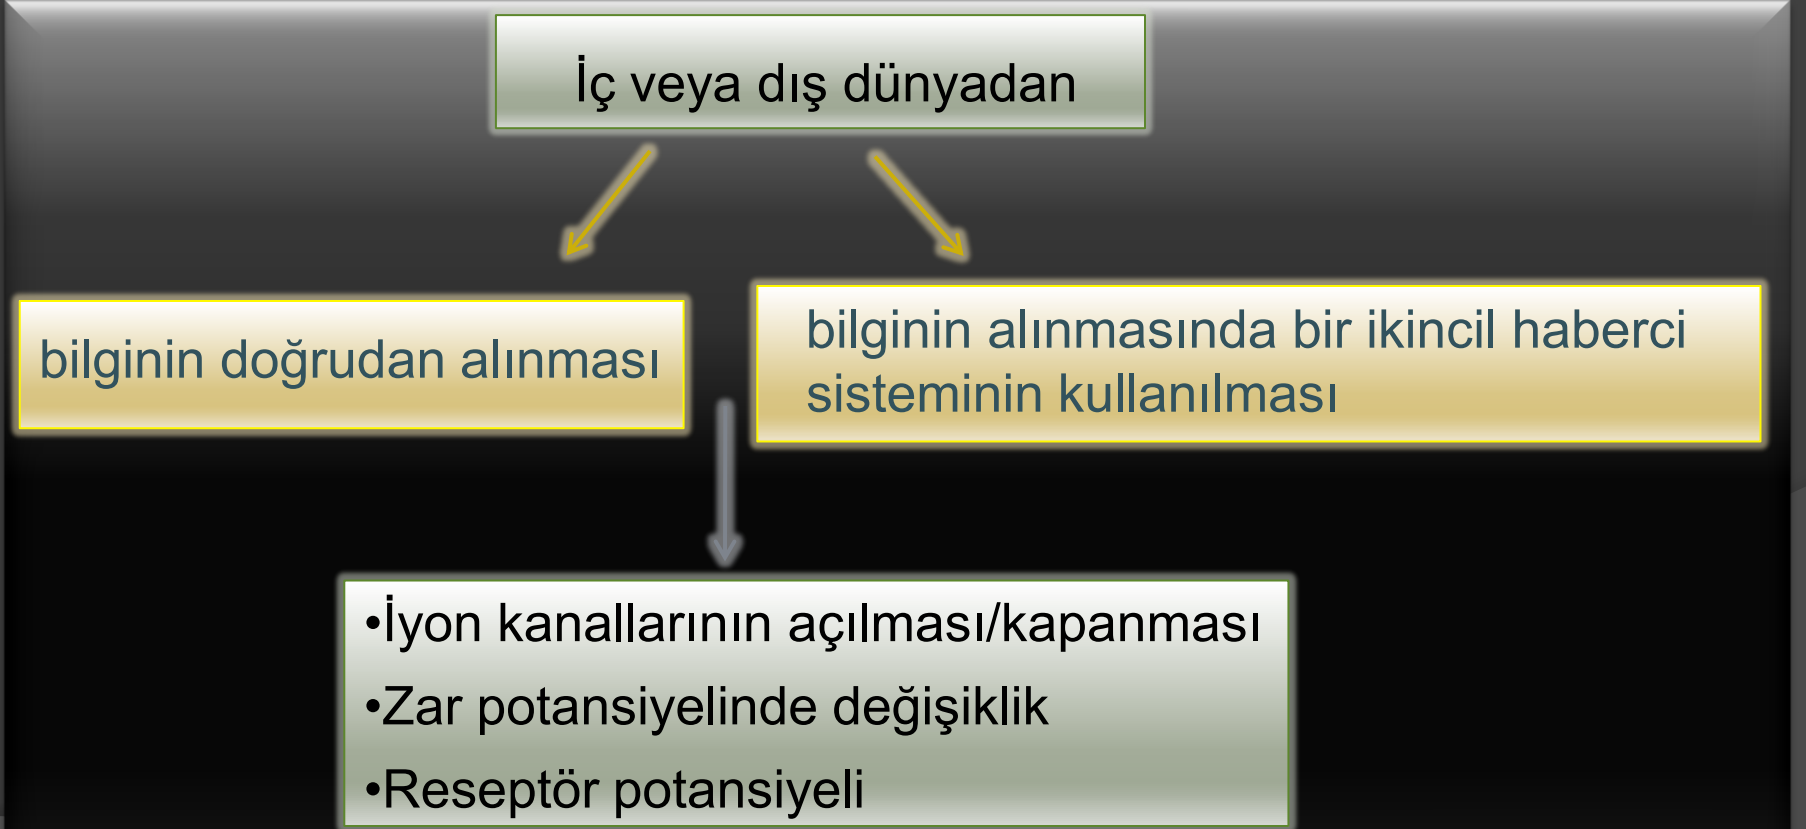 İç veya dış dünyadan
bilginin doğrudan alınması
bilginin alınmasında bir ikincil haberci
sisteminin kullanılması
•İyon kanallarının açılması/kapanması
•Zar potansiyelinde değişiklik
•Reseptör potansiyeli